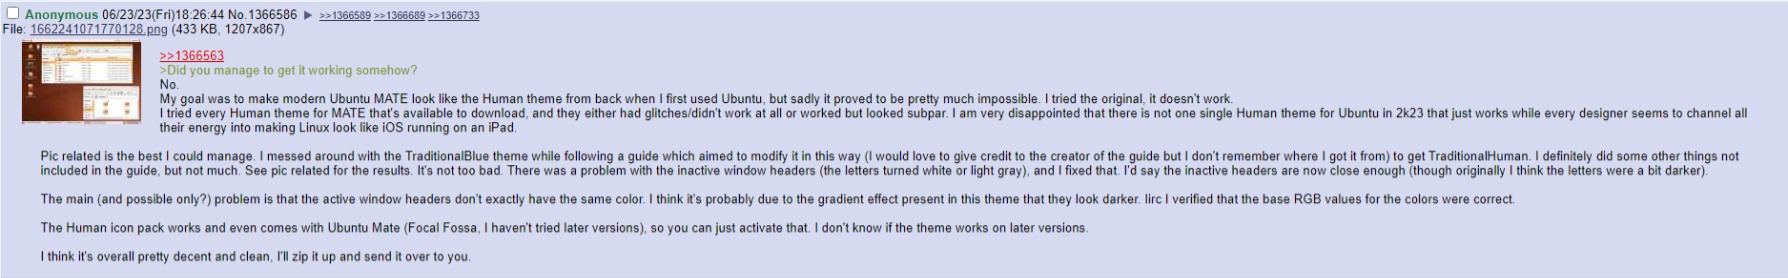 Anonymous 06/23/23(Fri)18:26:44 No.1366586 ▶ >>1366589 >>1366689 >>1366733
File: 1662241071770128.png (433 KB, 1207x867)
>>1366563
>Did you manage to get it working somehow?
No.
My goal was to make modern Ubuntu MATE look like the Human theme from back when I first used Ubuntu, but sadly it proved to be pretty much impossible. I tried the original, it doesn't work.
I tried every Human theme for MATE that's available to download, and they either had glitches/didn't work at all or worked but looked subpar. I am very disappointed that there is not one single Human theme for Ubuntu in 2k23 that just works while every designer seems to channel all
their energy into making Linux look like iOS running on an iPad.
Pic related is the best I could manage. I messed around with the TraditionalBlue theme while following a guide which aimed to modify it in this way (I would love to give credit to the creator of the guide but I don't remember where I got it from) to get TraditionalHuman. I definitely did some other things not
included in the guide, but not much. See pic related for the results. It's not too bad. There was a problem with the inactive window headers (the letters turned white or light gray), and I fixed that. I'd say the inactive headers are now close enough (though originally I think the letters were a bit darker).
The main (and possible only?) problem is that the active window headers don't exactly have the same color. I think it's probably due to the gradient effect present in this theme that they look darker. Iirc I verified that the base RGB values for the colors were correct.
The Human icon pack works and even comes with Ubuntu Mate (Focal Fossa, I haven't tried later versions), so you can just activate that. I don't know if the theme works on later versions.
I think it's overall pretty decent and clean, I'll zip it up and send it over to you.